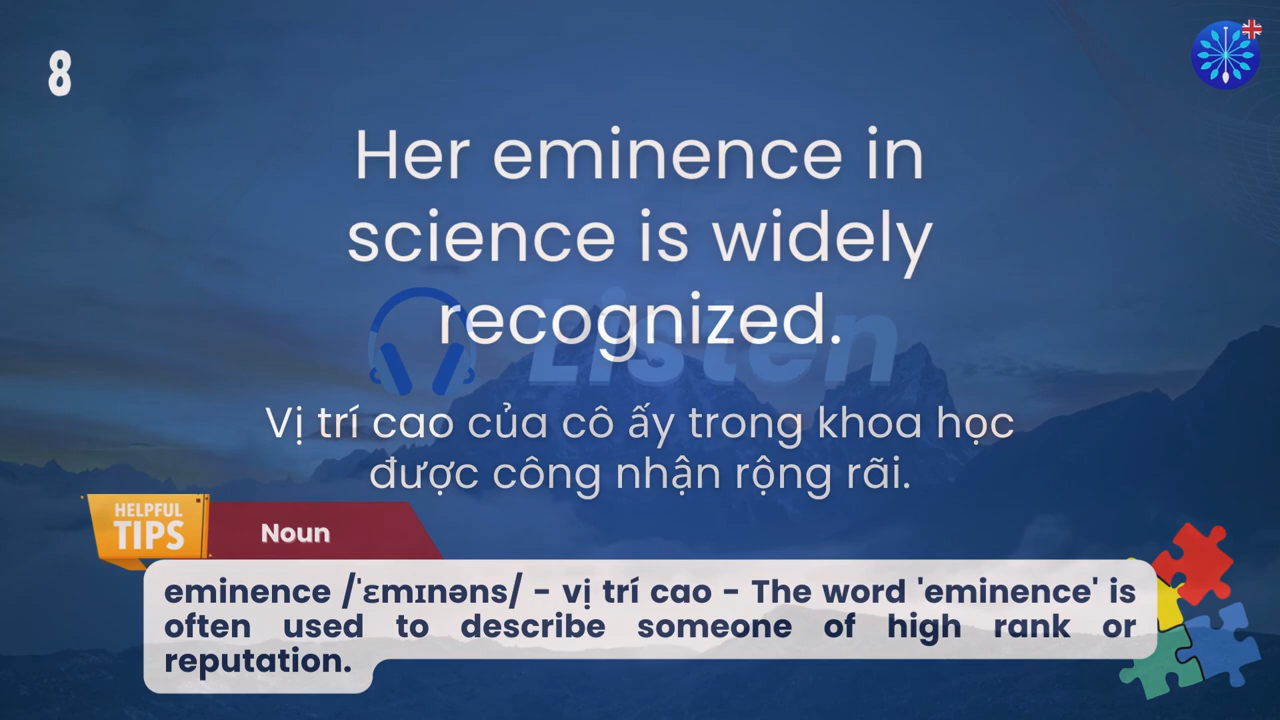 8
Her eminence in
science is widely
recognized.
Listen
Vị trí cao của cô ấy trong khoa học
được công nhận rộng rãi.
HELPFUL
TIPS
Noun
eminence /ˈɛmɪnəns/ - vị trí cao - The word 'eminence' is
often used to describe someone of high rank or
reputation.